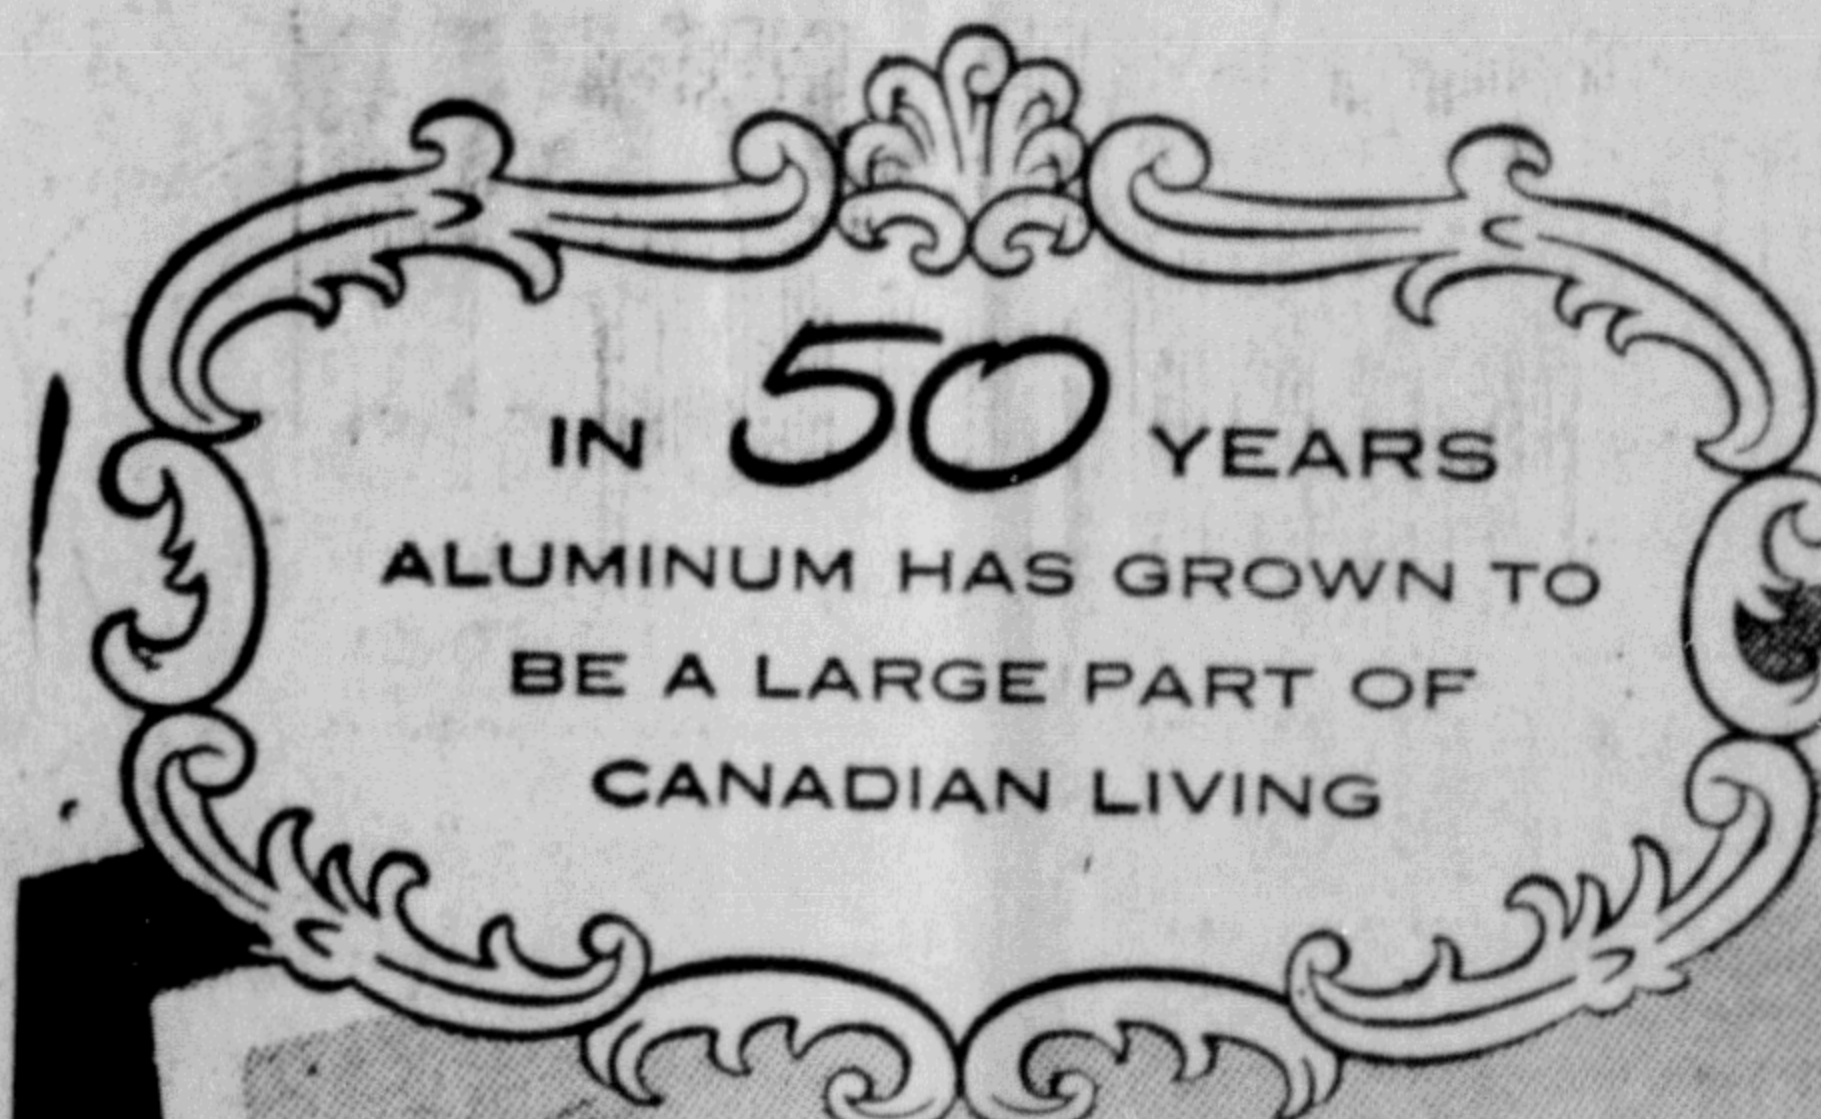 IN 50 YEARS
ALUMINUM HAS GROWN TO
BE A LARGE PART OF
CANADIAN LIVING